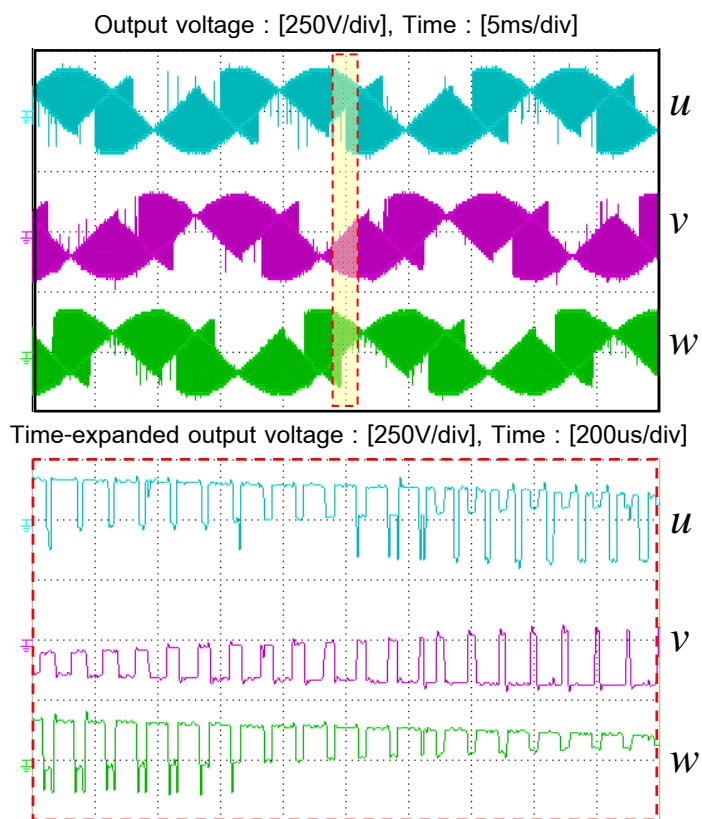 Output voltage : [250V/div], Time : [5ms/div]
u
v
w
Time-expanded output voltage : [250V/div], Time : [200us/div]
u
v
w